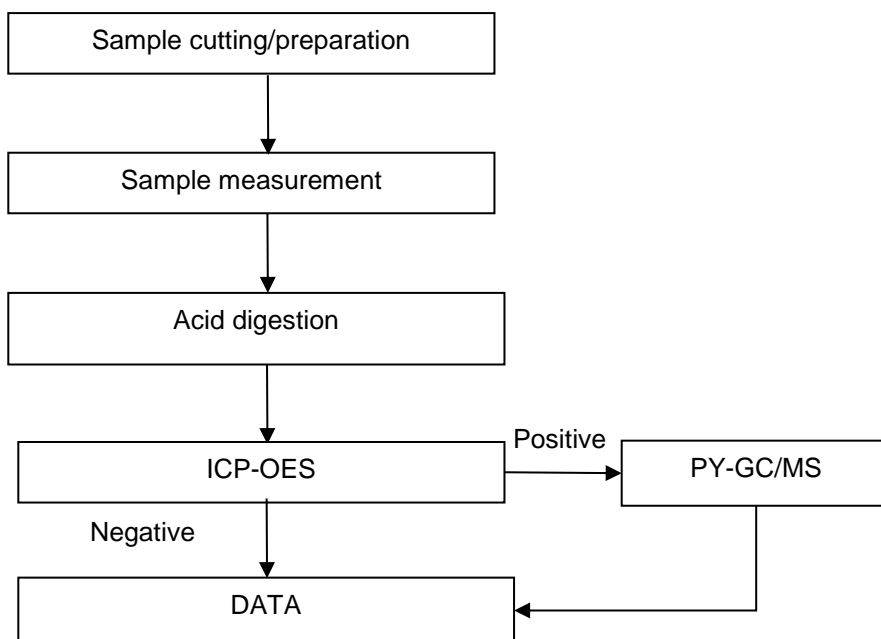 Sample cutting/preparation
Sample measurement
Acid digestion
Positive
ICP-OES
PY-GC/MS
Negative
DATA